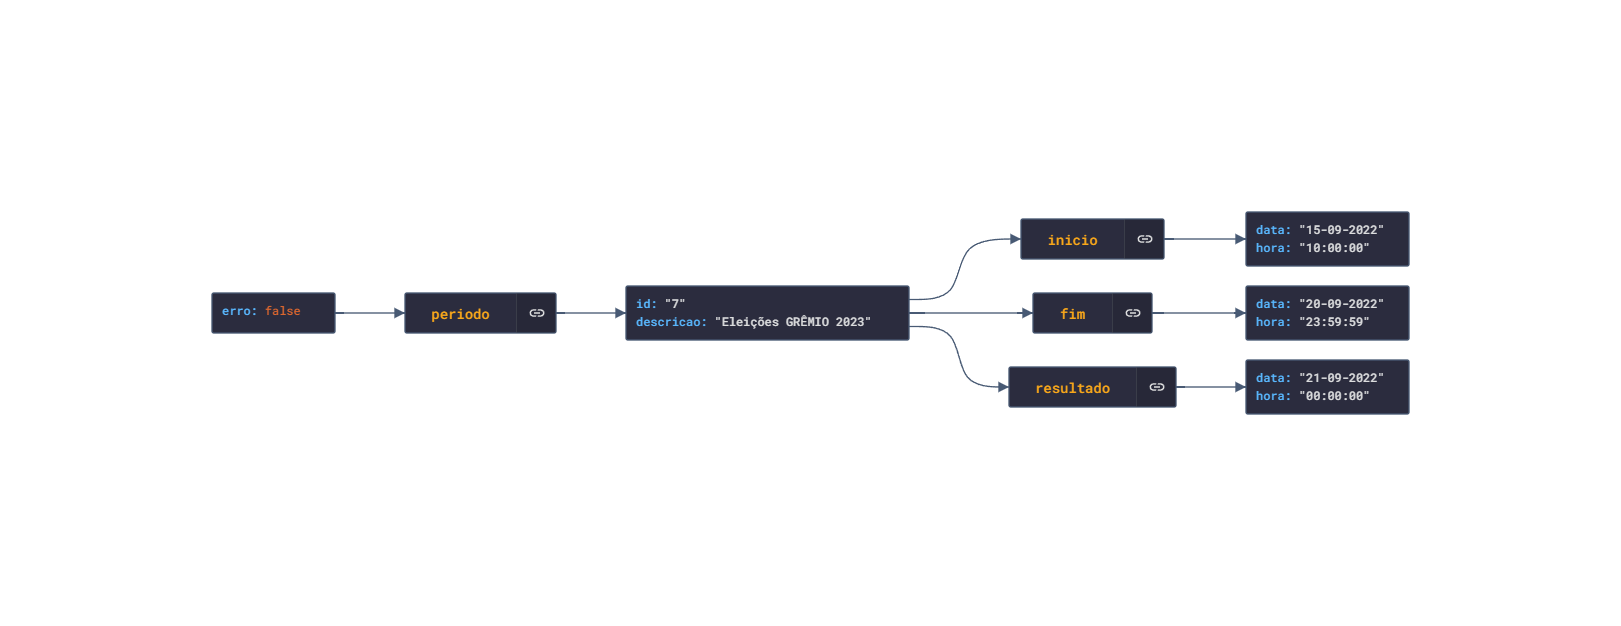 erro: false
periodo
id: "7"
descricao: "Eleições GRÊMIO 2023"
inicio
data: "15-09-2022"
hora: "10:00:00"
fim
data: "20-09-2022"
hora: "23:59:59"
resultado
data: "21-09-2022"
hora: "00:00:00"